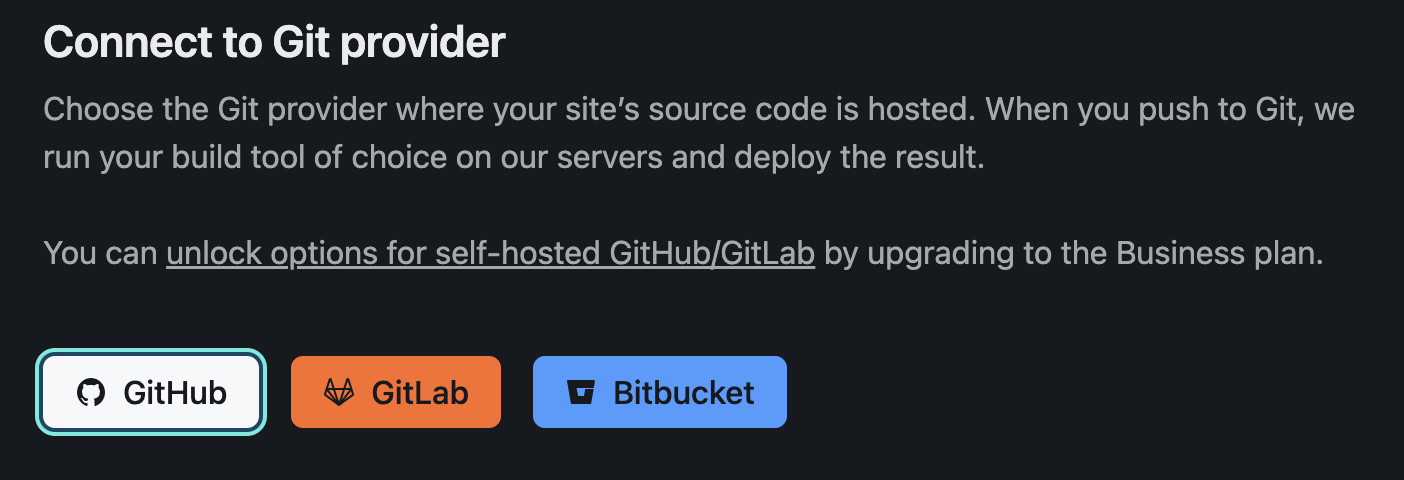 Connect to Git provider
Choose the Git provider where your site’s source code is hosted. When you push to Git, we
run your build tool of choice on our servers and deploy the result.
You can unlock options for self-hosted GitHub/GitLab by upgrading to the Business plan.
GitHub
GitLab
Bitbucket